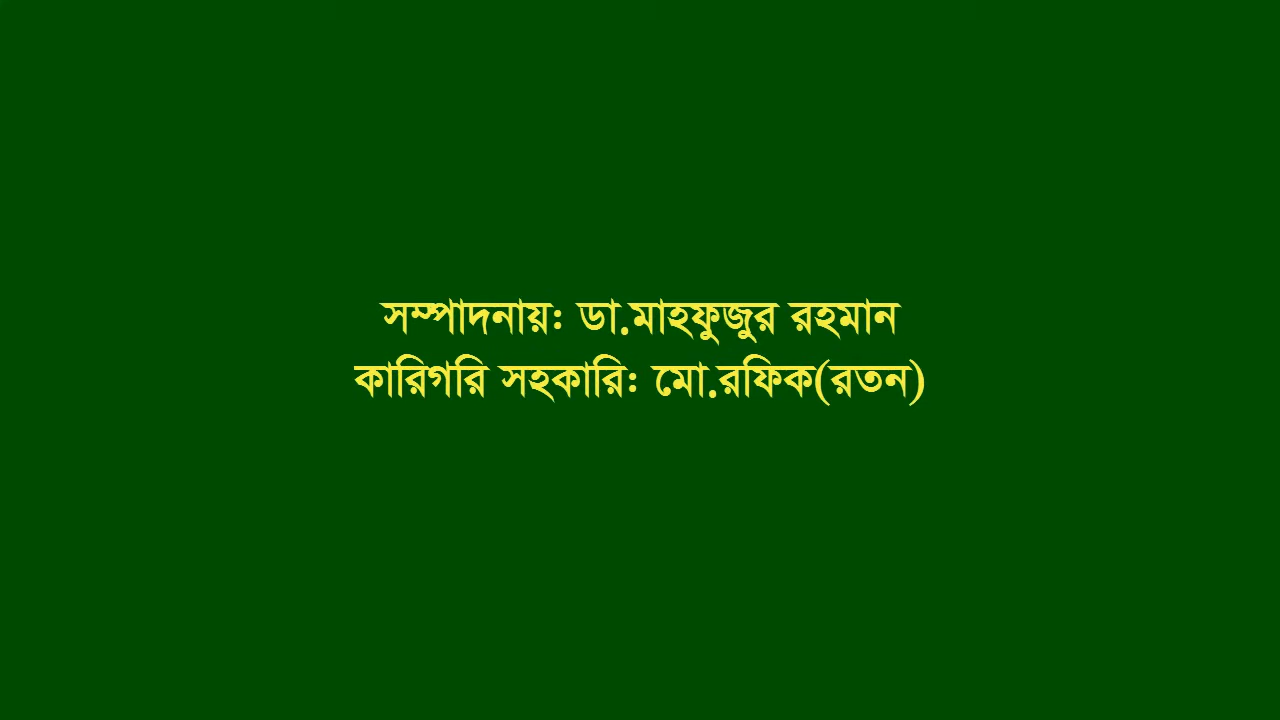 সম্পাদনায়: ডা.মাহফুজুর রহমান
কারিগরি সহকারি: মো.রফিক(রতন)